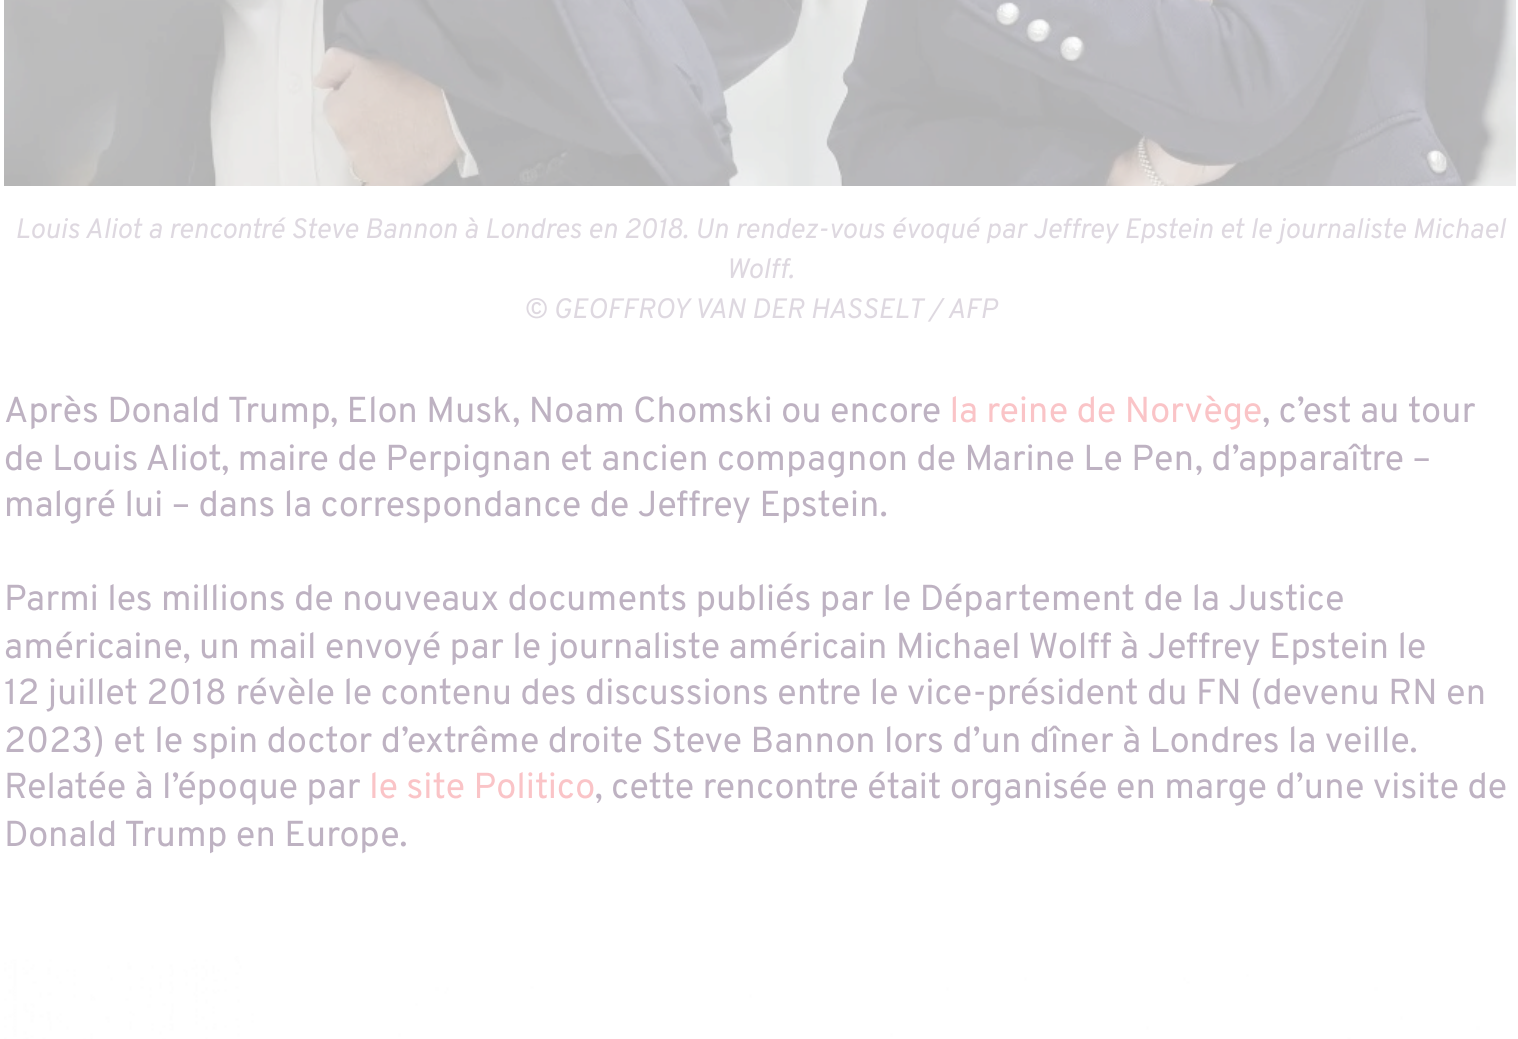 Louis Aliot a rencontré Steve Bannon à Londres en 2018. Un rendez-vous évoqué par Jeffrey Epstein et le journaliste Michael
Wolff.
© GEOFFROY VAN DER HASSELT / AFP
Après Donald Trump, Elon Musk, Noam Chomski ou encore la reine de Norvège, c’est au tour
de Louis Aliot, maire de Perpignan et ancien compagnon de Marine Le Pen, d’apparaître –
malgré lui – dans la correspondance de Jeffrey Epstein.
Parmi les millions de nouveaux documents publiés par le Département de la Justice
américaine, un mail envoyé par le journaliste américain Michael Wolff à Jeffrey Epstein le
12 juillet 2018 révèle le contenu des discussions entre le vice-président du FN (devenu RN en
2023) et le spin doctor d’extrême droite Steve Bannon lors d’un dîner à Londres la veille.
Relatée à l’époque par le site Politico, cette rencontre était organisée en marge d’une visite de
Donald Trump en Europe.